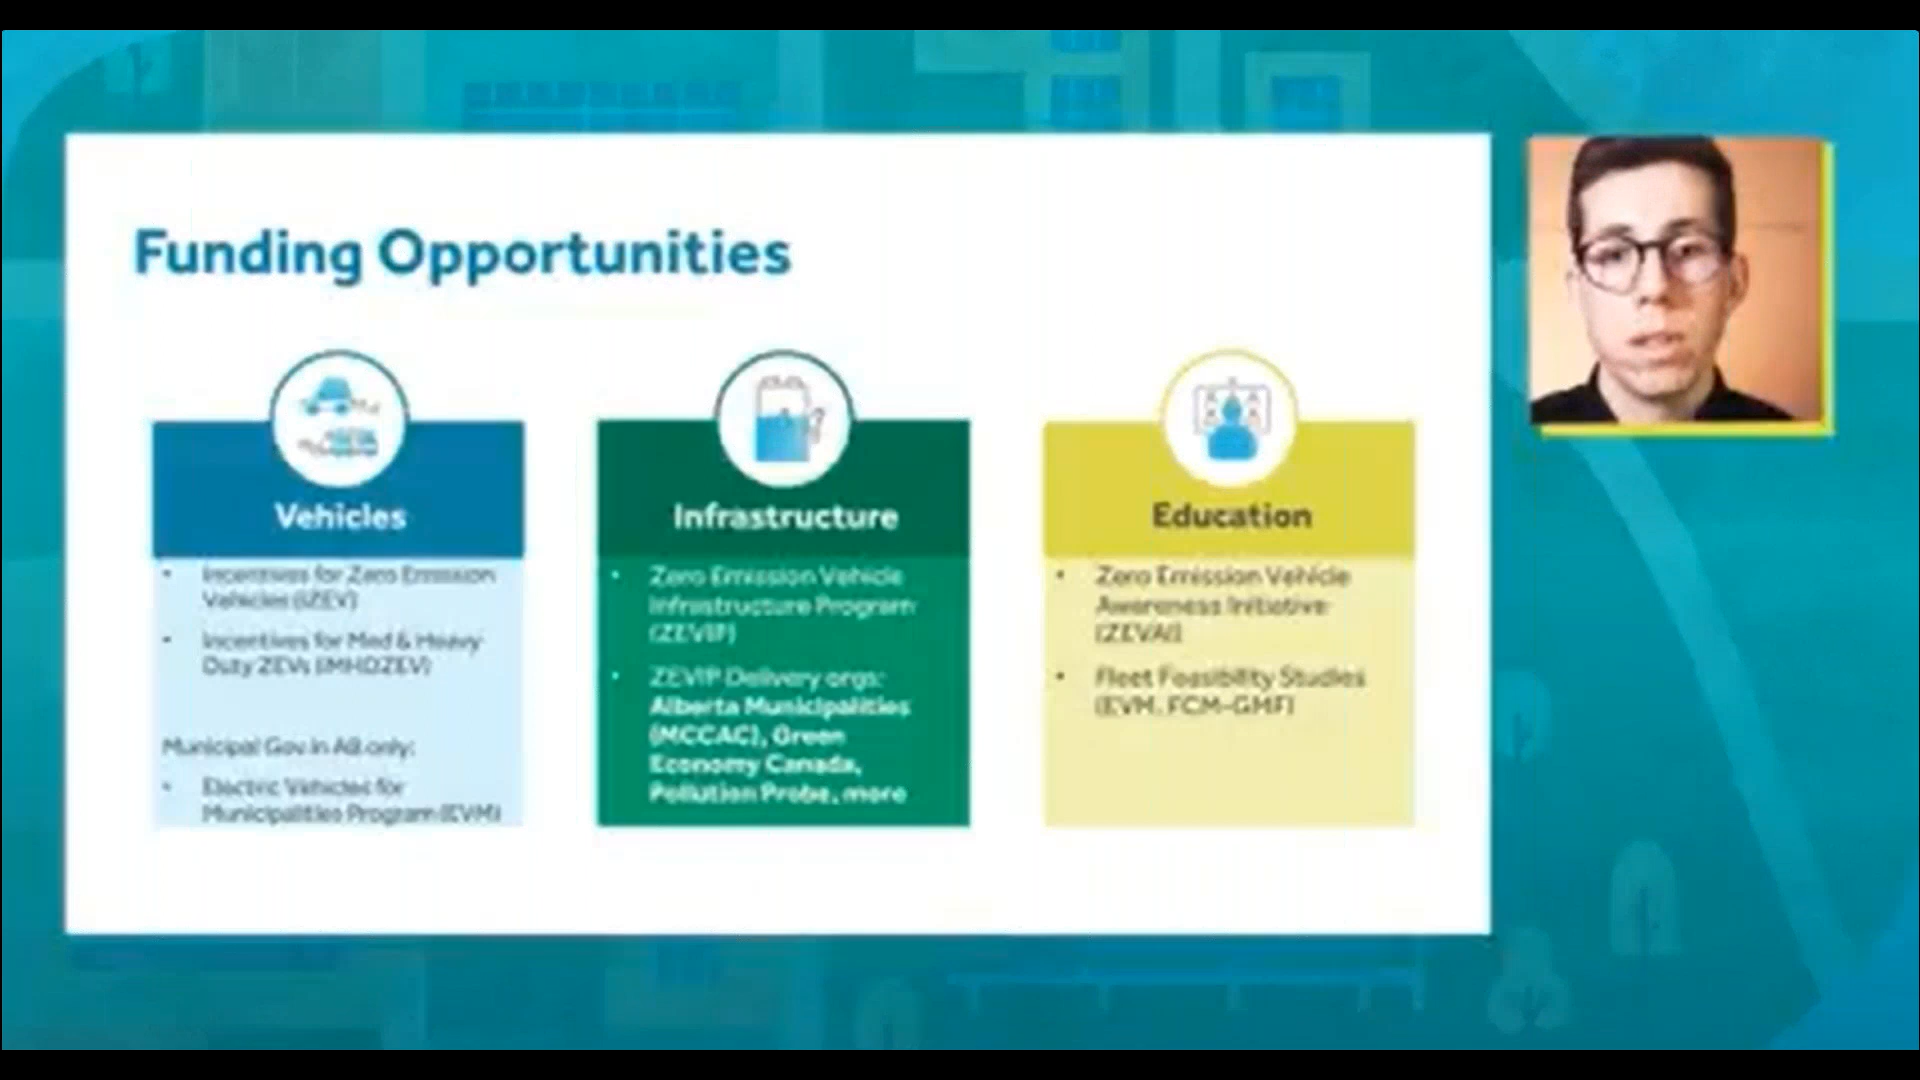 Funding Opportunities
Vehicles
• Incentives for Zero Emission
Vehicles (iZEV)
• Incentives for Med & Heavy
Duty ZEVs (iMHDZEV)
Municipal Gov in AB only:
• Electric Vehicles for
Municipalities Program (EVM)
Infrastructure
• Zero Emission Vehicle
Infrastructure Program
(ZEVIP)
• ZEVIP Delivery orgs:
Alberta Municipalities
(MCCAC), Green
Economy Canada,
Pollution Probe, more
Education
• Zero Emission Vehicle
Awareness Initiative
(ZEVAI)
• Fleet Feasibility Studies
(EVM, FCM-GMF)